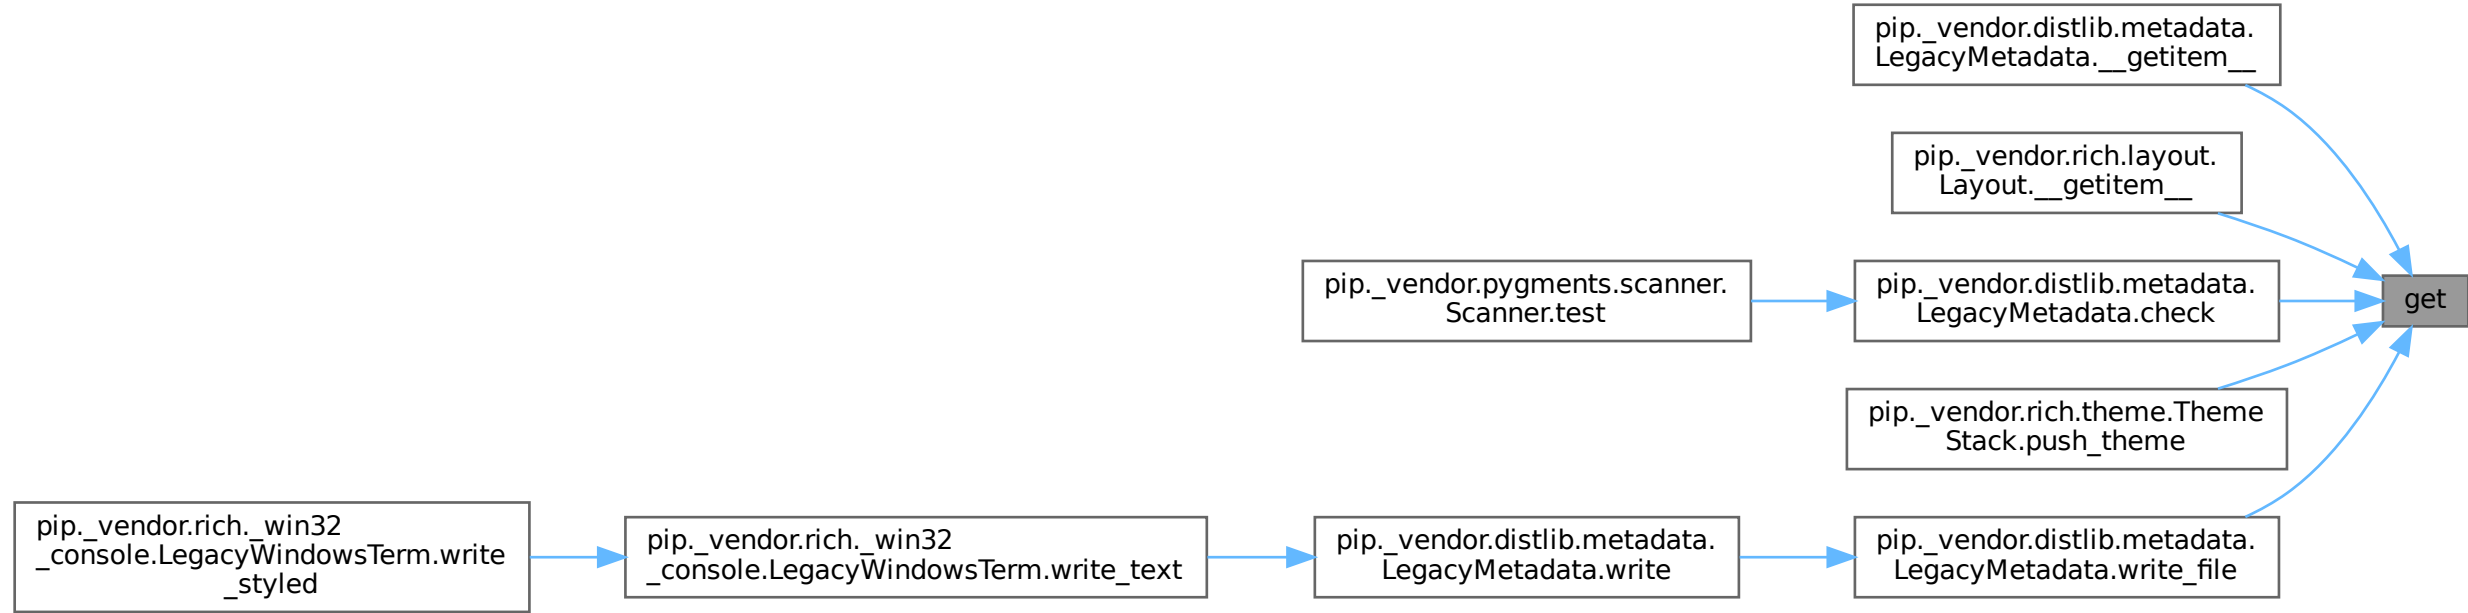 pip._vendor.distlib.metadata.
LegacyMetadata.__getitem__
pip._vendor.rich.layout.
Layout.__getitem__
pip._vendor.pygments.scanner.
Scanner.test
pip._vendor.distlib.metadata.
LegacyMetadata.check
get
pip._vendor.rich.theme.Theme
Stack.push_theme
pip._vendor.rich._win32
_console.LegacyWindowsTerm.write
_styled
pip._vendor.rich._win32
_console.LegacyWindowsTerm.write_text
pip._vendor.distlib.metadata.
LegacyMetadata.write
pip._vendor.distlib.metadata.
LegacyMetadata.write_file